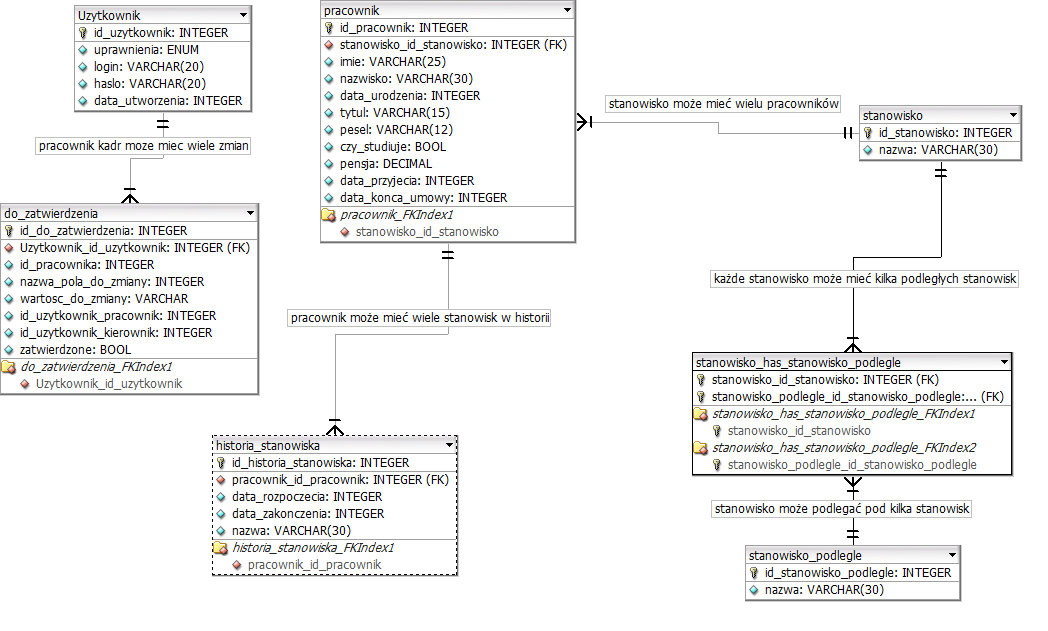 Uzytkownik
id_uzytkownik: INTEGER
uprawnienia: ENUM
login: VARCHAR(20)
haslo: VARCHAR(20)
data_utworzenia: INTEGER
pracownik kadr moze miec wiele zmian
do_zatwierdzenia
id_do_zatwierdzenia: INTEGER
Uzytkownik_id_uzytkownik: INTEGER (FK)
id_pracownika: INTEGER
nazwa_pola_do_zmiany: INTEGER
wartosc_do_zmiany: VARCHAR
id_uzytkownik_pracownik: INTEGER
id_uzytkownik_kierownik: INTEGER
zatwierdzone: BOOL
do_zatwierdzenia_FKIndex1
Uzytkownik_id_uzytkownik
pracownik
id_pracownik: INTEGER
stanowisko_id_stanowisko: INTEGER (FK)
imie: VARCHAR(25)
nazwisko: VARCHAR(30)
data_urodzenia: INTEGER
tytul: VARCHAR(15)
pesel: VARCHAR(12)
czy_studiuje: BOOL
pensja: DECIMAL
data_przyjecia: INTEGER
data_konca_umowy: INTEGER
pracownik_FKIndex1
stanowisko_id_stanowisko
pracownik może mieć wiele stanowisk w historii
historia_stanowiska
id_historia_stanowiska: INTEGER
pracownik_id_pracownik: INTEGER (FK)
data_rozpoczecia: INTEGER
data_zakonczenia: INTEGER
nazwa: VARCHAR(30)
historia_stanowiska_FKIndex1
pracownik_id_pracownik
stanowisko może mieć wielu pracowników
stanowisko
id_stanowisko: INTEGER
nazwa: VARCHAR(30)
każde stanowisko może mieć kilka podległych stanowisk
stanowisko_has_stanowisko_podlegle
stanowisko_id_stanowisko: INTEGER (FK)
stanowisko_podlegle_id_stanowisko_podlegle:... (FK)
stanowisko_has_stanowisko_podlegle_FKIndex1
stanowisko_id_stanowisko
stanowisko_has_stanowisko_podlegle_FKIndex2
stanowisko_podlegle_id_stanowisko_podlegle
stanowisko może podlegać pod kilka stanowisk
stanowisko_podlegle
id_stanowisko_podlegle: INTEGER
nazwa: VARCHAR(30)